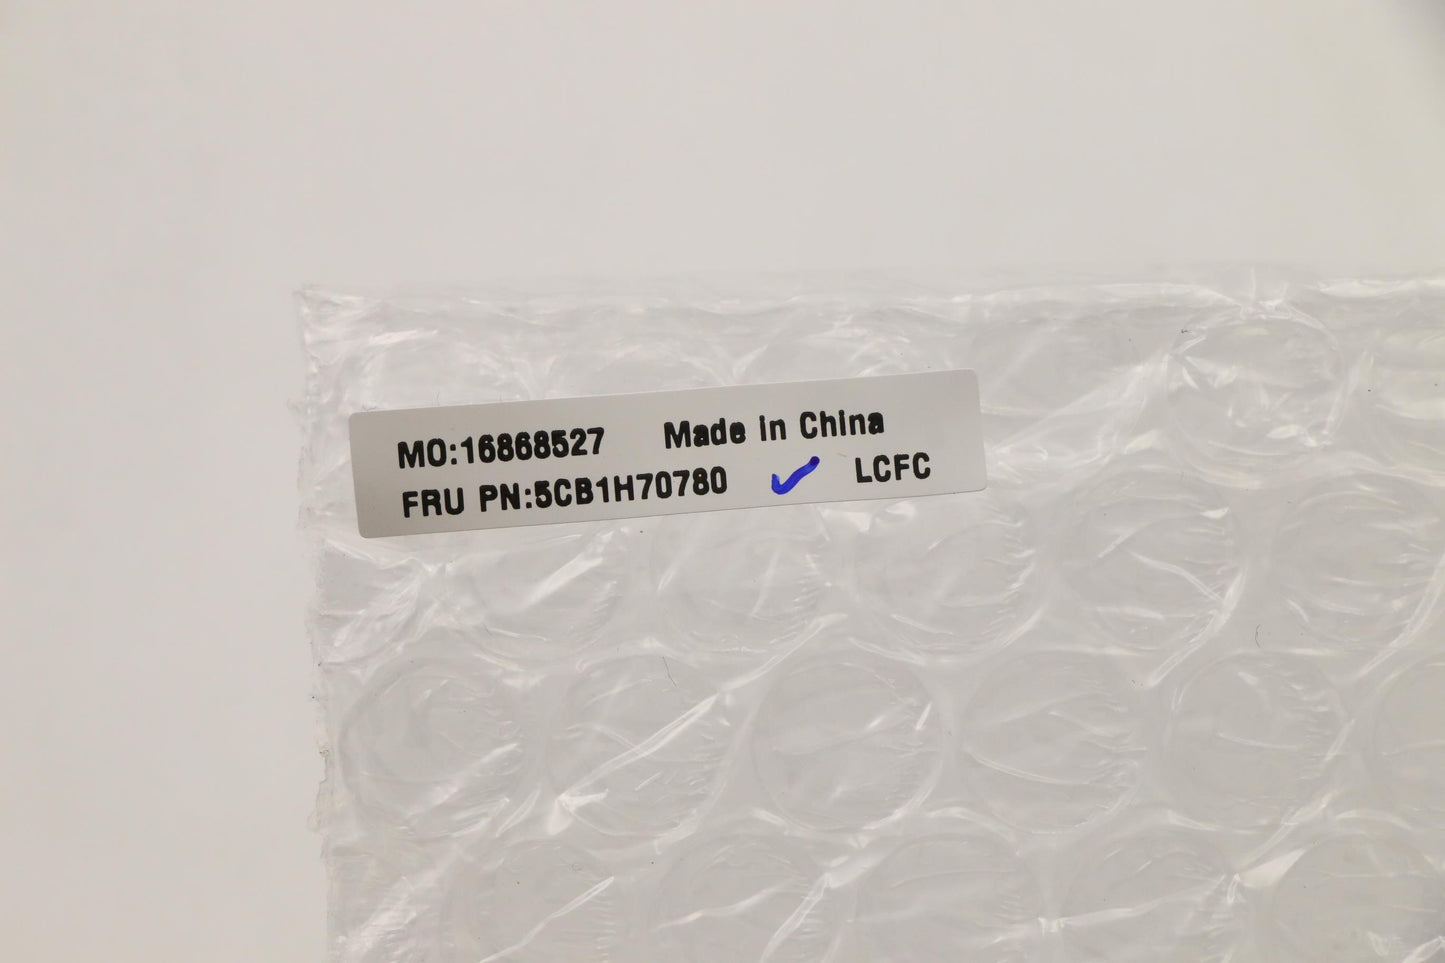 MO:16868527 Made in China
FRU PN:5CB1H70780 LCFC